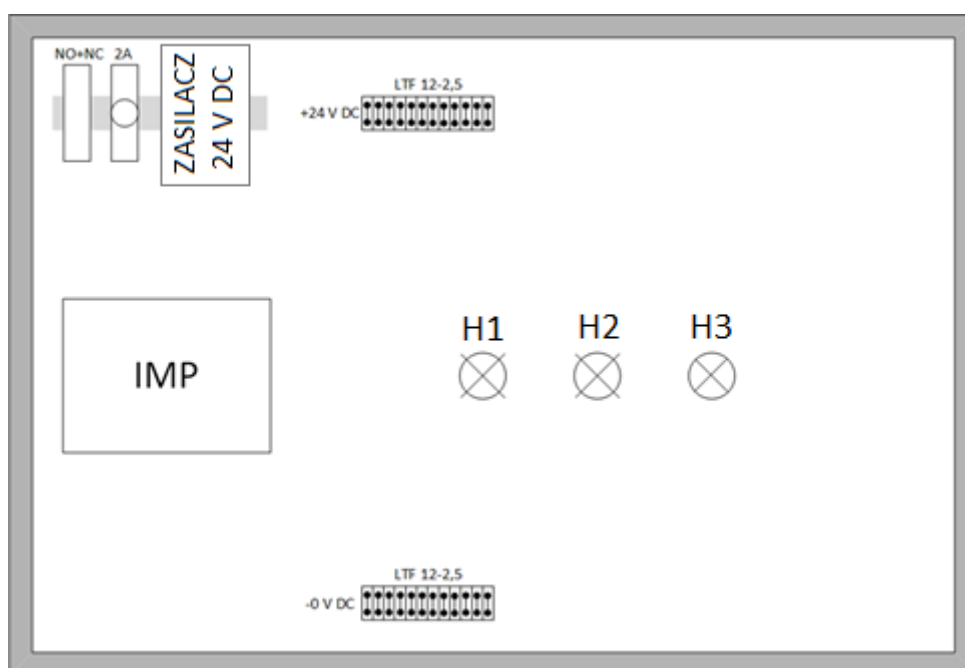 NO+NC 2A
ZASILACZ
24 V DC
LTF 12-2,5
+24 V DC
H1 H2 H3
IMP
LTF 12-2,5
-0 V DC